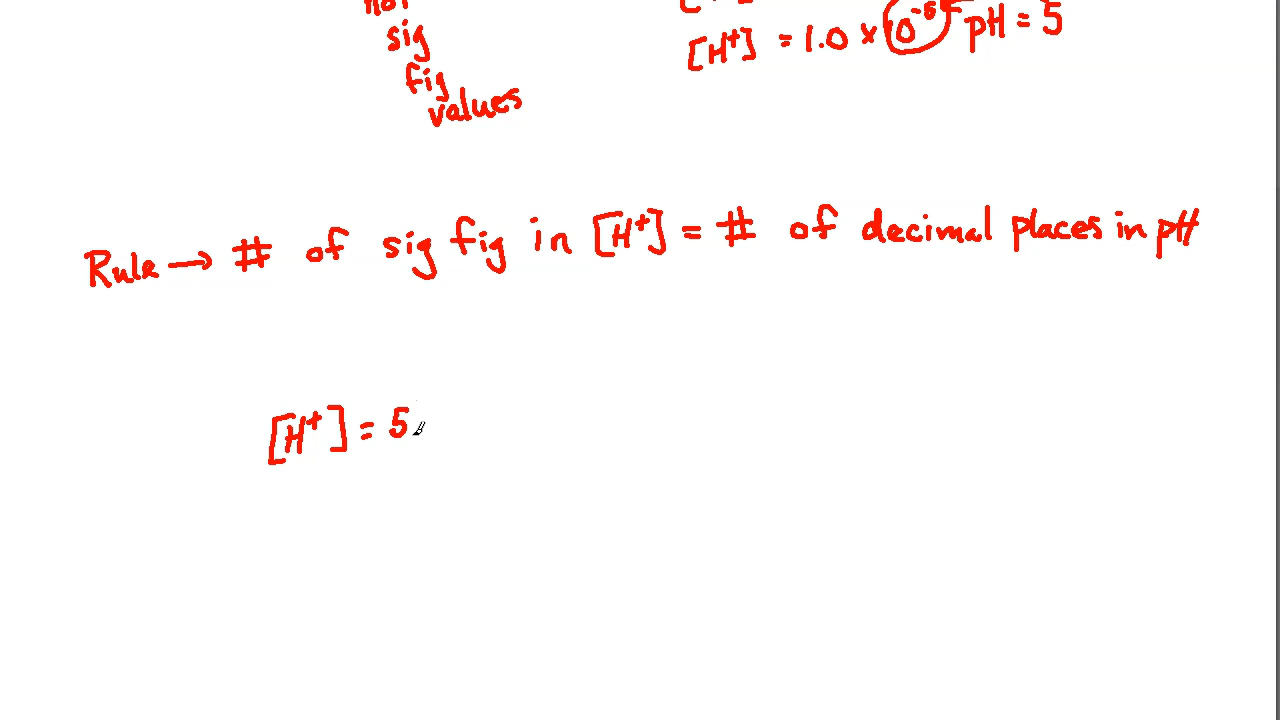 sig
fig
values
[H+] = 1.0 × 10^-5 pH = 5
Rule → # of sig fig in [H+] = # of decimal places in pH
[H+] = 5